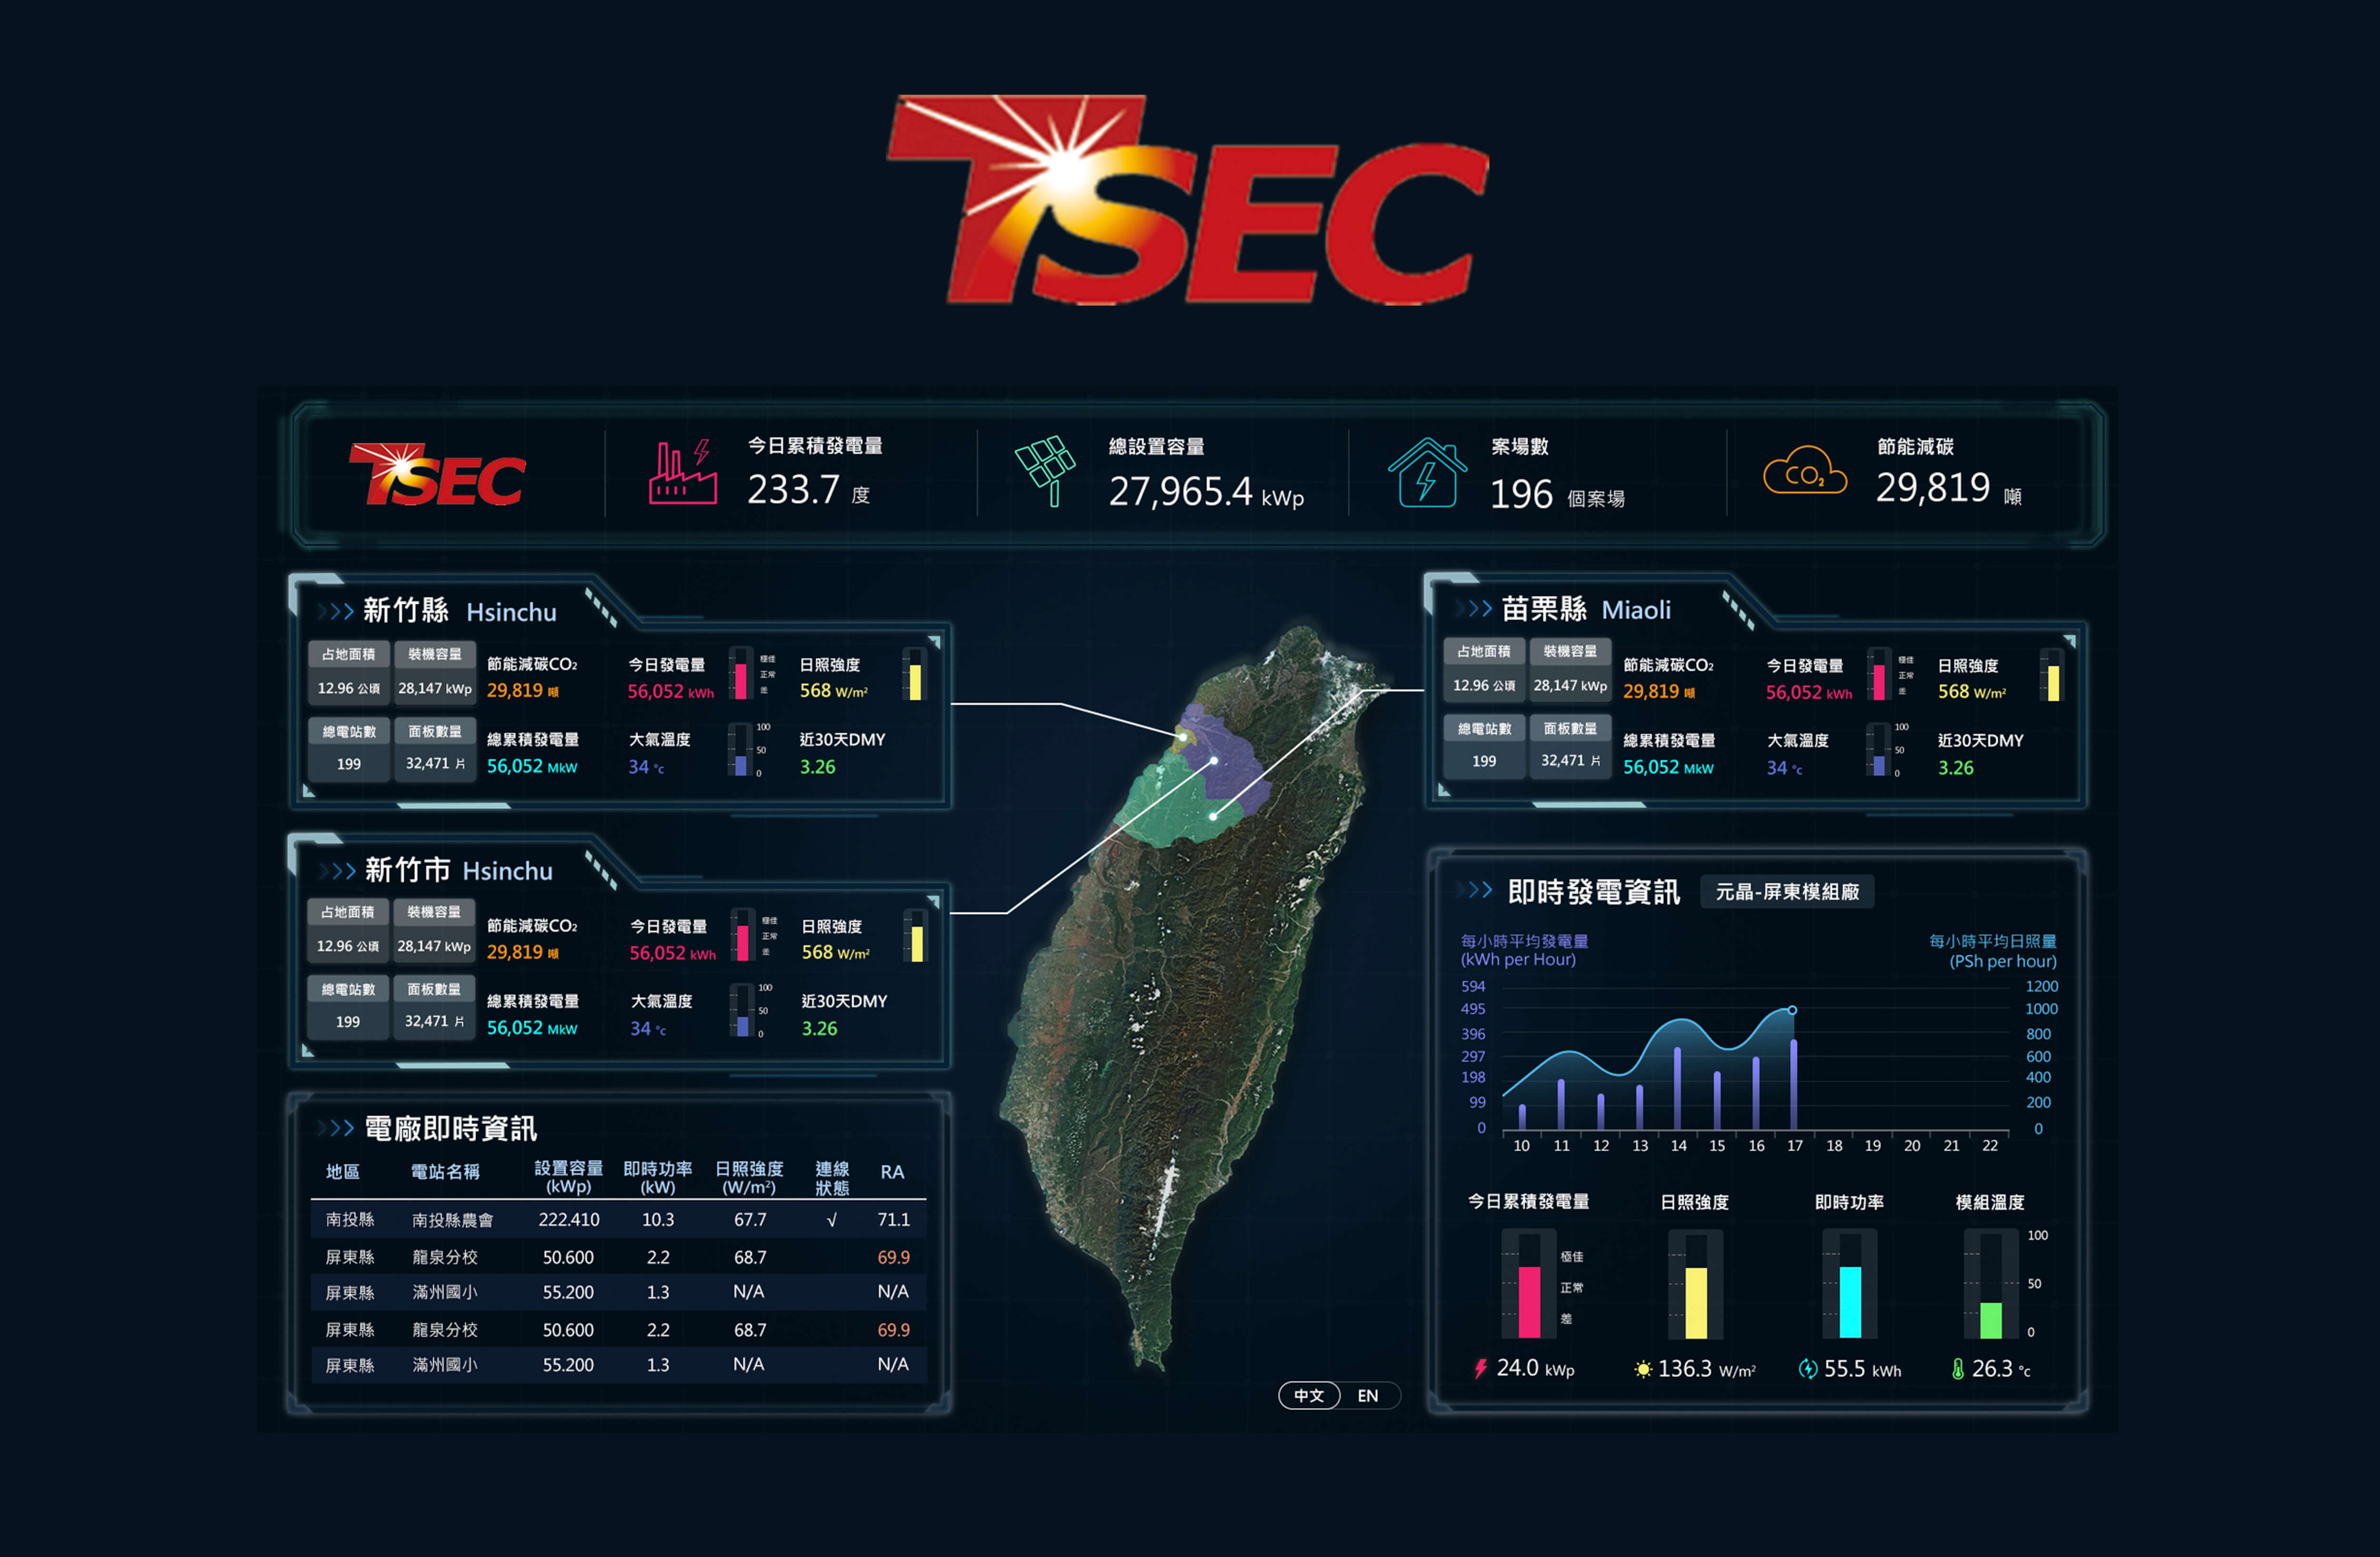 TSEC
TSEC
今日累積發電量
233.7 度
總設置容量
27,965.4 kWp
案場數
196 個案場
CO₂
節能減碳
29,819 噸
新竹縣 Hsinchu
占地面積
12.96 公頃
裝機容量
28,147 kWp
節能減碳CO₂
29,819 噸
今日發電量
56,052 kWh
極佳
正常
差
日照強度
568 W/m²
總電站數
199
面板數量
32,471 片
總累積發電量
56,052 MkW
大氣溫度
34 °c
100
50
0
近30天DMY
3.26
苗栗縣 Miaoli
占地面積
12.96 公頃
裝機容量
28,147 kWp
節能減碳CO₂
29,819 噸
今日發電量
56,052 kWh
極佳
正常
差
日照強度
568 W/m²
總電站數
199
面板數量
32,471 片
總累積發電量
56,052 MkW
大氣溫度
34 °c
100
50
0
近30天DMY
3.26
新竹市 Hsinchu
占地面積
12.96 公頃
裝機容量
28,147 kWp
節能減碳CO₂
29,819 噸
今日發電量
56,052 kWh
極佳
正常
差
日照強度
568 W/m²
總電站數
199
面板數量
32,471 片
總累積發電量
56,052 MkW
大氣溫度
34 °c
100
50
0
近30天DMY
3.26
電廠即時資訊
地區 電站名稱 設置容量 (kWp) 即時功率 (kW) 日照強度 (W/m²) 連線狀態 RA
南投縣 南投縣農會 222.410 10.3 67.7 √ 71.1
屏東縣 龍泉分校 50.600 2.2 68.7 69.9
屏東縣 滿州國小 55.200 1.3 N/A N/A
屏東縣 龍泉分校 50.600 2.2 68.7 69.9
屏東縣 滿州國小 55.200 1.3 N/A N/A
中文 EN
即時發電資訊 元晶-屏東模組廠
每小時平均發電量
(kWh per Hour)
每小時平均日照量
(PSh per hour)
594 1200
495 1000
396 800
297 600
198 400
99 200
0 0
10 11 12 13 14 15 16 17 18 19 20 21 22
今日累積發電量
極佳
正常
差
24.0 kWp
日照強度
136.3 W/m²
即時功率
55.5 kWh
模組溫度
100
50
0
26.3 °c